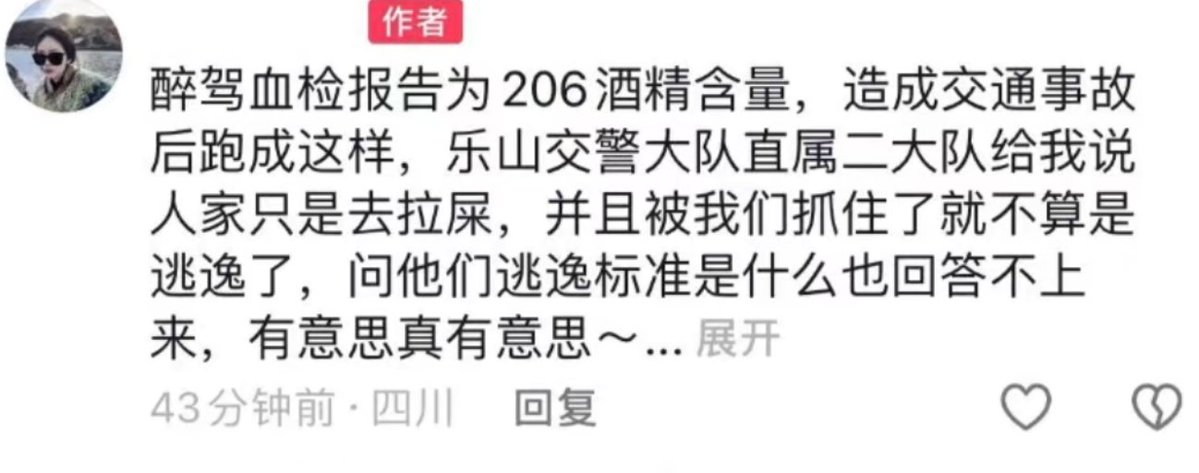 作者
醉驾血检报告为206酒精含量，造成交通事故
后跑成这样，乐山交警大队直属二大队给我说
人家只是去拉屎，并且被我们抓住了就不算是
逃逸了，问他们逃逸标准是什么也回答不上
来，有意思真有意思～... 展开
43分钟前 · 四川 回复